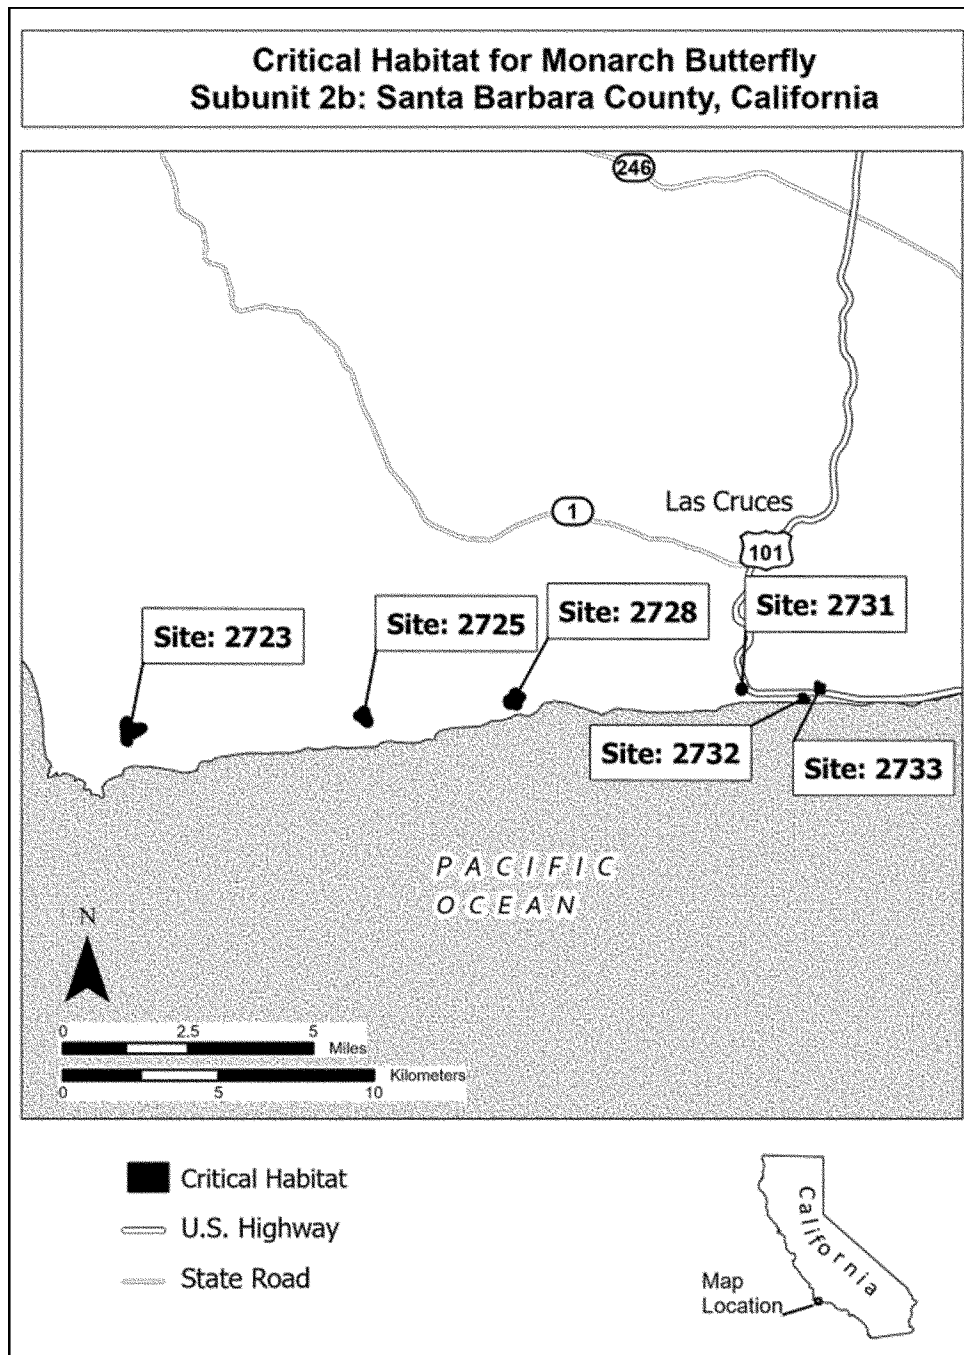 Critical Habitat for Monarch Butterfly
Subunit 2b: Santa Barbara County, California
246
1
Las Cruces
101
Site: 2731
Site: 2728
Site: 2725
Site: 2723
Site: 2732
Site: 2733
PACIFIC
OCEAN
N
0 2.5 5
Miles
Kilometers
0 5 10
Critical Habitat
U.S. Highway
State Road
California
Map
Location